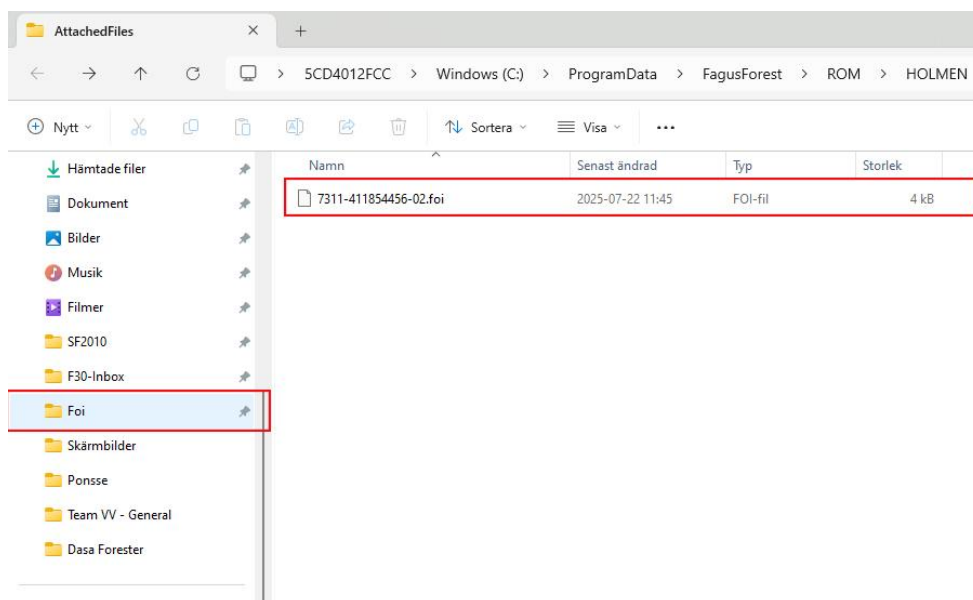 AttachedFiles
5CD4012FCC > Windows (C:) > ProgramData > FagusForest > ROM > HOLMEN
Nytt Sortera Visa ...
Namn Senast ändrad Typ Storlek
7311-411854456-02.foi 2025-07-22 11:45 FOI-fil 4 kB
Hämtade filer
Dokument
Bilder
Musik
Filmer
SF2010
F30-Inbox
Foi
Skärmbilder
Ponsse
Team VV - General
Dasa Forester